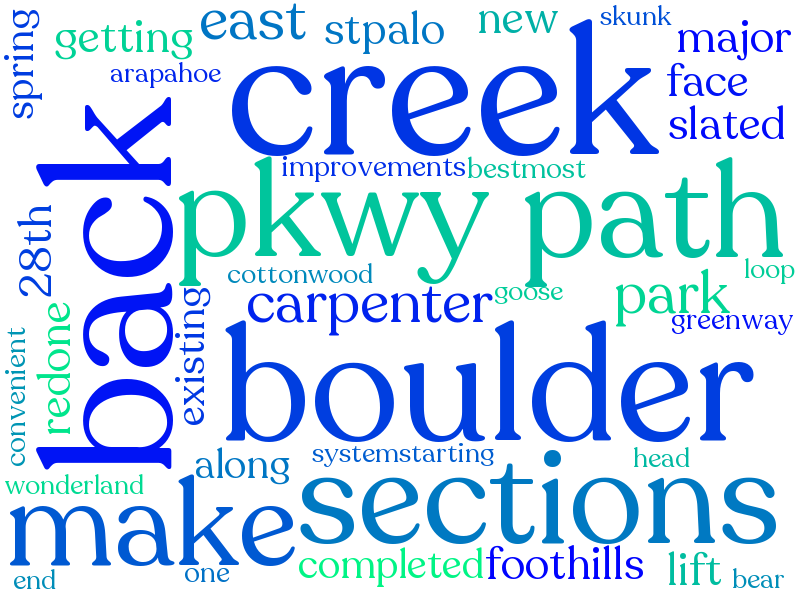 spring
getting
east
stpalo
new
skunk
major
arapahoe
creek
face
slated
back
improvements
bestmost
pkwy
path
28th
cottonwood
loop
goose
park
carpenter
greenway
redone
existing
convenient
boulder
along
systemstarting
head
wonderland
make
sections
completed
foothills
lift
end
one
bear